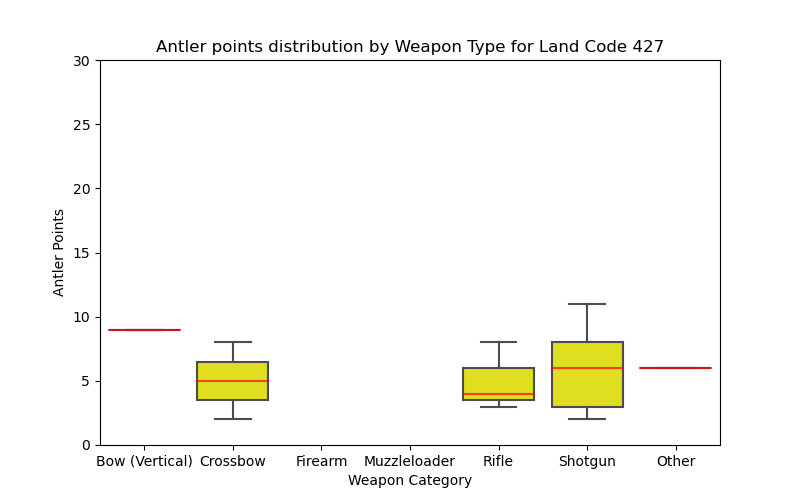 Antler points distribution by Weapon Type for Land Code 427
30
25
20
15
10
5
0
Antler Points
Bow (Vertical) Crossbow Firearm Muzzleloader Rifle Shotgun Other
Weapon Category